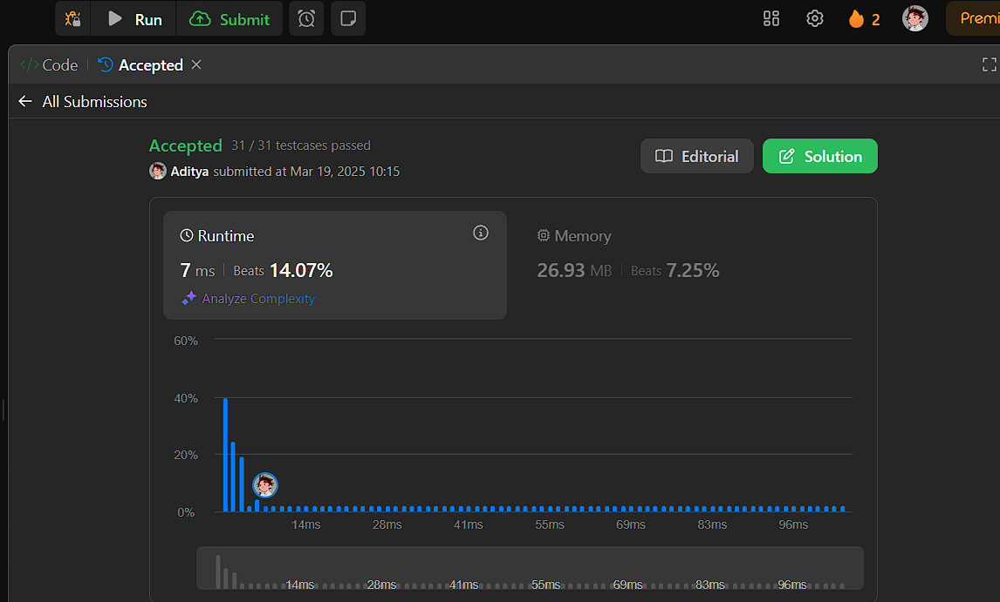 Run Submit 2 Premi
</> Code Accepted
All Submissions
Accepted 31 / 31 testcases passed
Editorial Solution
Aditya submitted at Mar 19, 2025 10:15
Runtime
Memory
7 ms Beats 14.07%
26.93 MB Beats 7.25%
Analyze Complexity
60%
40%
20%
0%
14ms 28ms 41ms 55ms 69ms 83ms 96ms
14ms 28ms 41ms 55ms 69ms 83ms 96ms